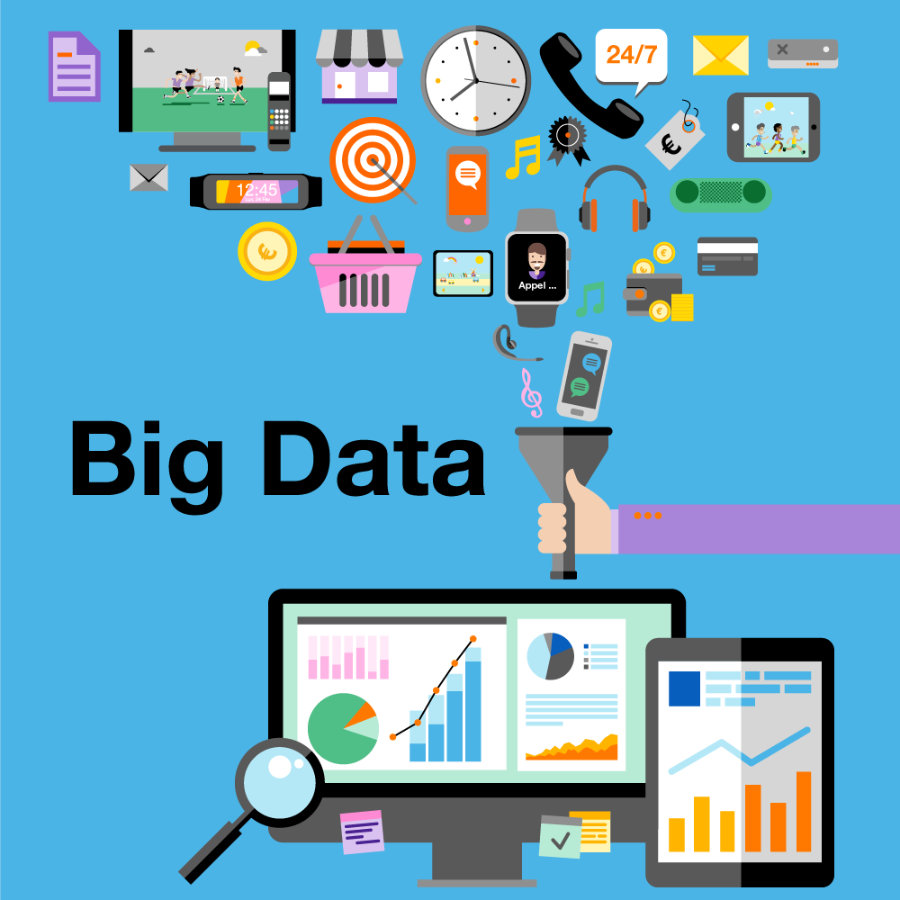 24/7
12:45
€
Appel ...
Big Data